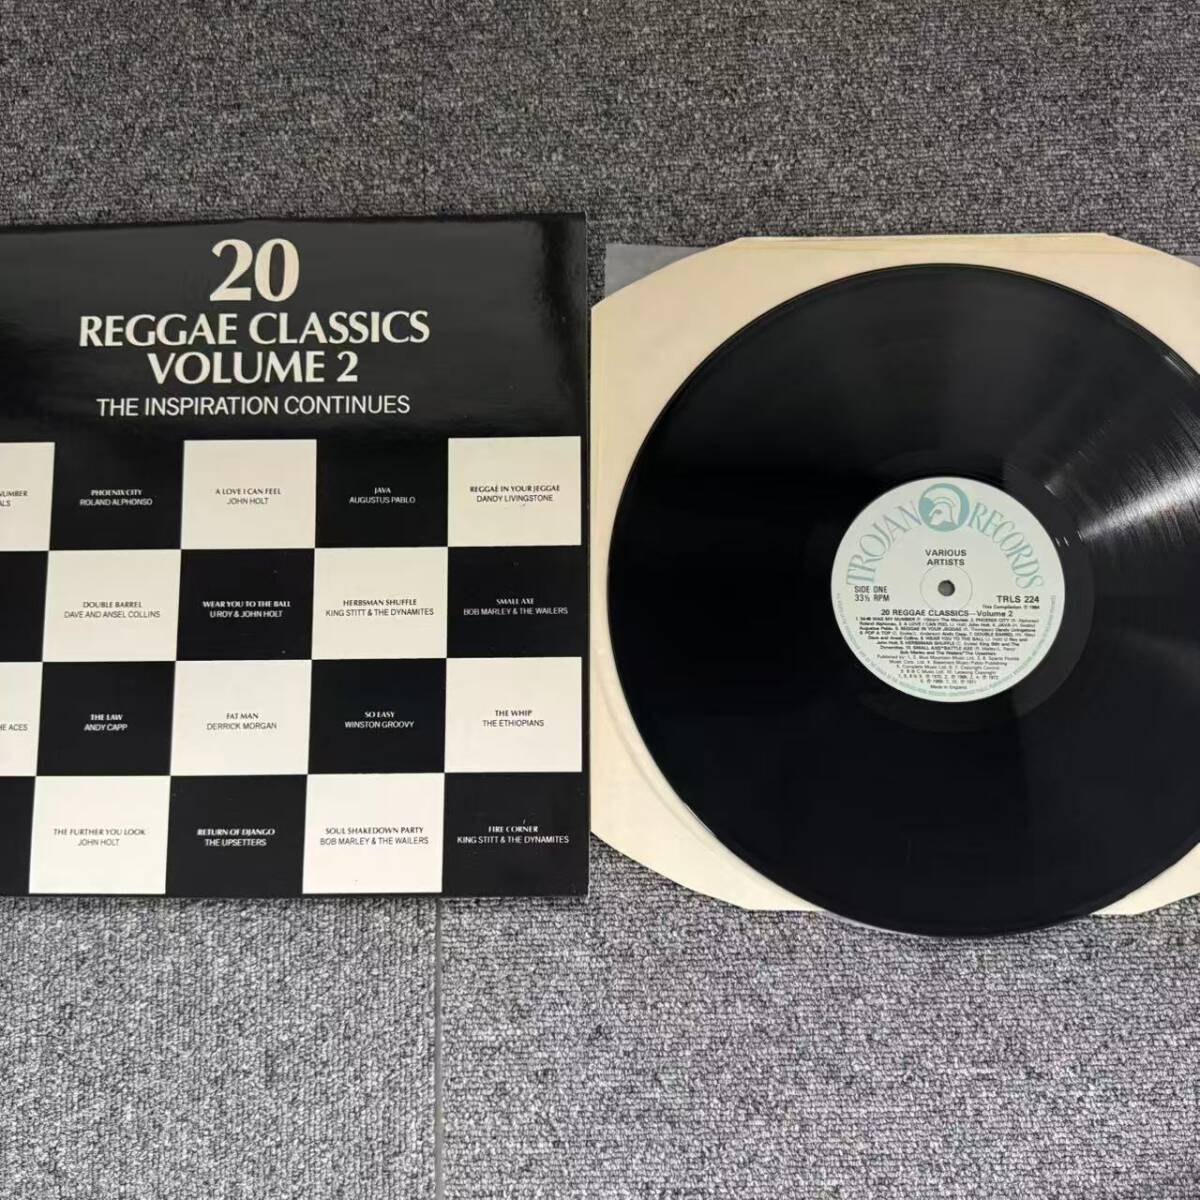 20
REGGAE CLASSICS
VOLUME 2
THE INSPIRATION CONTINUES
NUMBER
ALS
PHOENIX CITY
ROLAND ALPHONSO
A LOVE I CAN FEEL
JOHN HOLT
JAVA
AUGUSTUS PABLO
REGGAE IN YOUR JEGGAE
DANDY LIVINGSTONE
DOUBLE BARREL
DAVE AND ANSEL COLLINS
WEAR YOU TO THE BALL
U ROY & JOHN HOLT
HERBSMAN SHUFFLE
KING STITT & THE DYNAMITES
SMALL AXE
BOB MARLEY & THE WAILERS
HE ACES
THE LAW
ANDY CAPP
FAT MAN
DERRICK MORGAN
SO EASY
WINSTON GROOVY
THE WHIP
THE ETHIOPIANS
THE FURTHER YOU LOOK
JOHN HOLT
RETURN OF DJANGO
THE UPSETTERS
SOUL SHAKEDOWN PARTY
BOB MARLEY & THE WAILERS
FIRE CORNER
KING STITT & THE DYNAMITES
TROJAN RECORDS
VARIOUS
ARTISTS
SIDE ONE
33⅓ RPM
TRLS 224
This Compilation ℗ 1984
20 REGGAE CLASSICS—Volume 2
Made in England